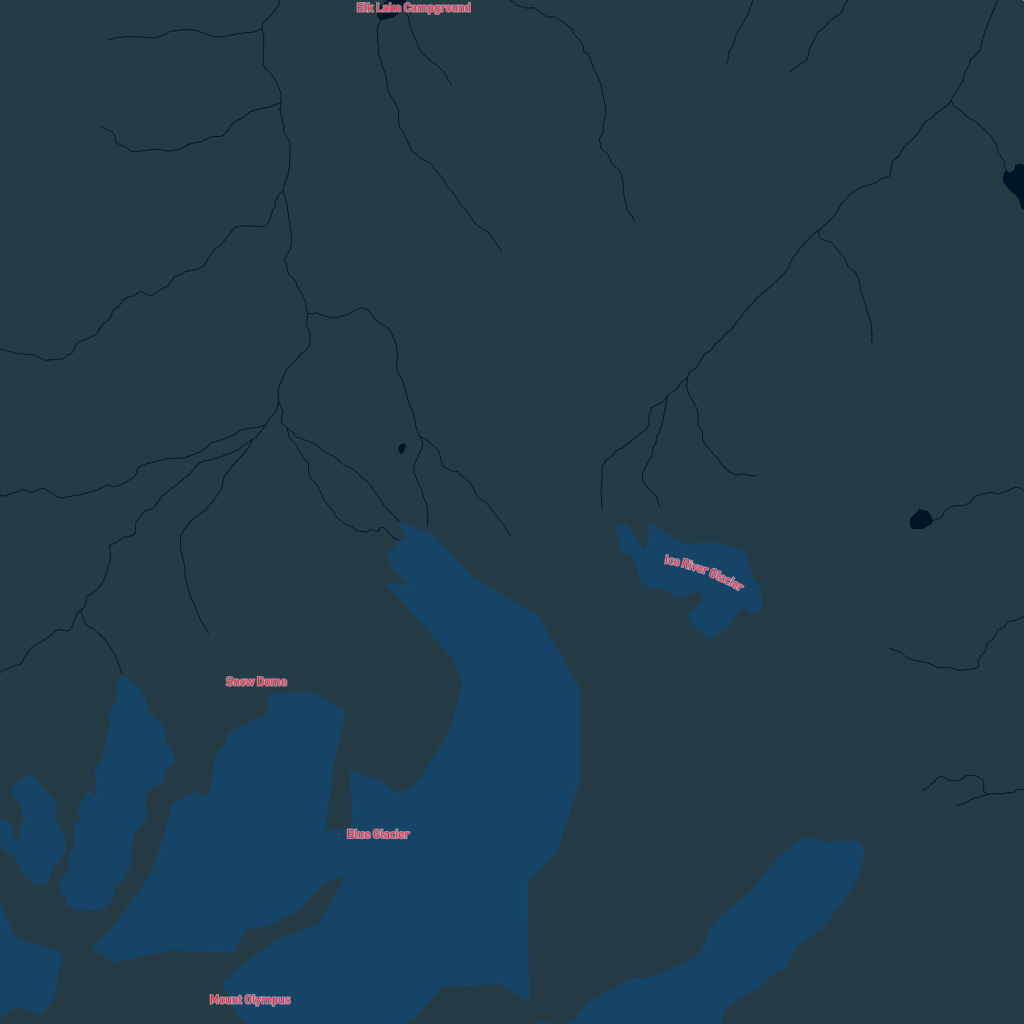 Elk Lake Campground
Ice River Glacier
Snow Dome
Blue Glacier
Mount Olympus